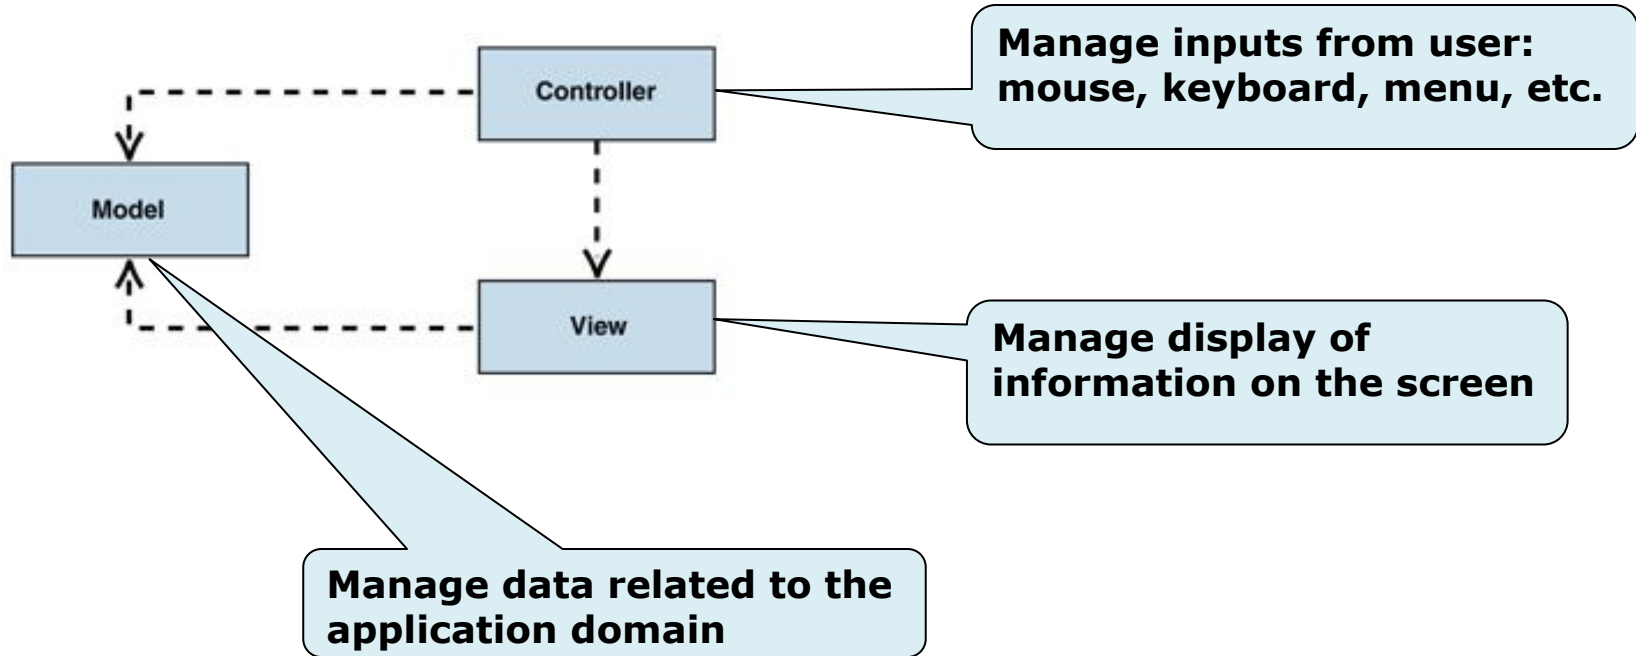 Controller
Manage inputs from user:
mouse, keyboard, menu, etc.
Model
View
Manage display of
information on the screen
Manage data related to the
application domain